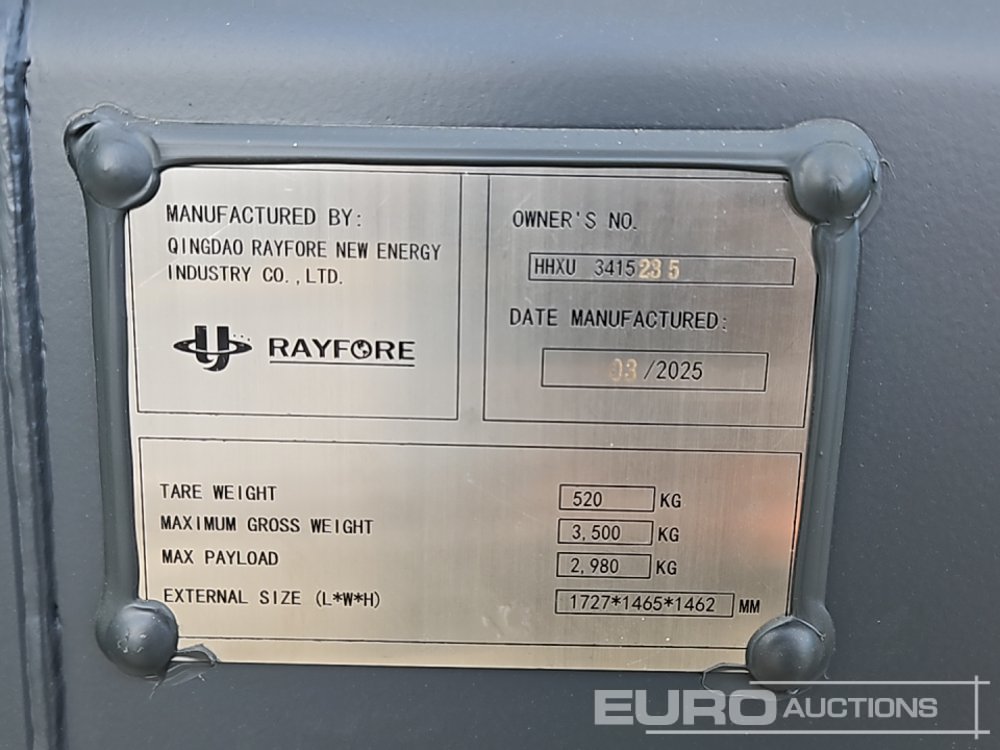 MANUFACTURED BY:
QINGDAO RAYFORE NEW ENERGY
INDUSTRY CO.,LTD.
RAYFORE
OWNER'S NO.
HHXU 3415235
DATE MANUFACTURED:
03/2025
TARE WEIGHT 520 KG
MAXIMUM GROSS WEIGHT 3,500 KG
MAX PAYLOAD 2,980 KG
EXTERNAL SIZE (L*W*H) 1727*1465*1462 MM
EURO AUCTIONS